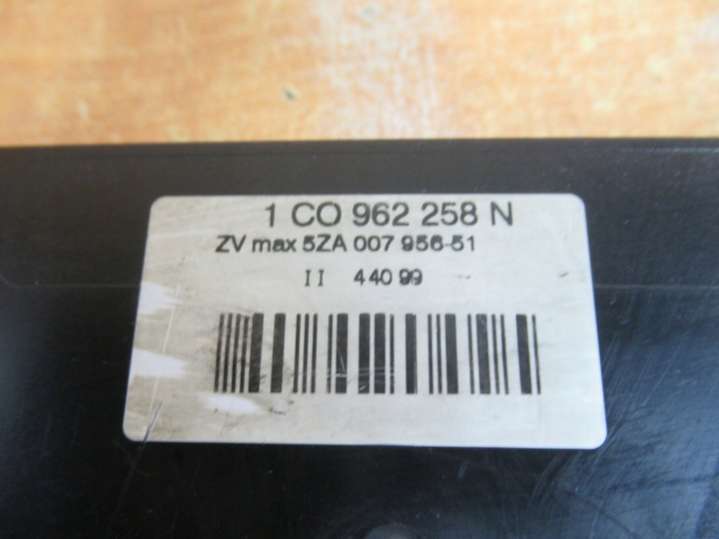 1 CO 962 258 N
ZV max 5ZA 007 956-51
II 440 99